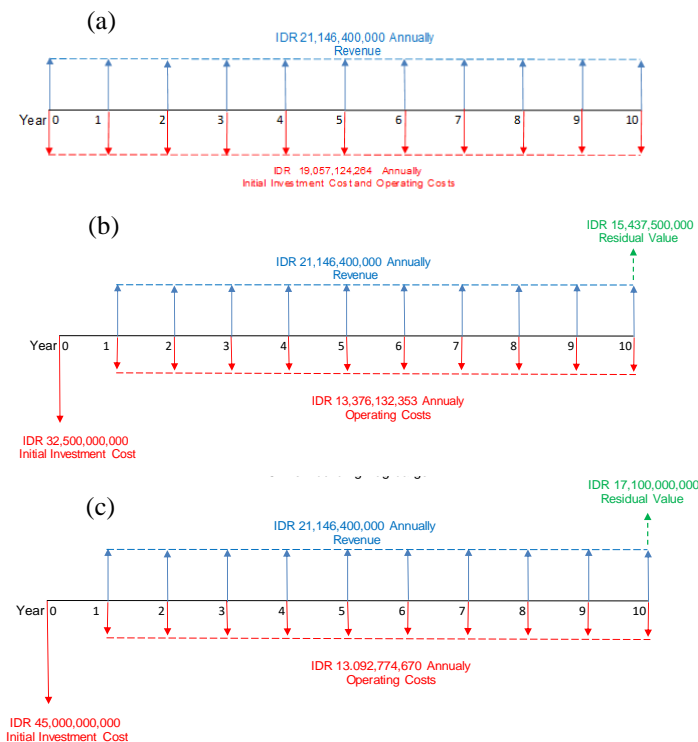 (a)
IDR 21,146,400,000 Annually
Revenue
Year 0 1 2 3 4 5 6 7 8 9 10
IDR 19,057,124,264 Annually
Initial Investment Cost and Operating Costs
(b)
IDR 15,437,500,000
Residual Value
IDR 21,146,400,000 Annually
Revenue
Year 0 1 2 3 4 5 6 7 8 9 10
IDR 13,376,132,353 Annualy
Operating Costs
IDR 32,500,000,000
Initial Investment Cost
IDR 17,100,000,000
Residual Value
(c)
IDR 21,146,400,000 Annually
Revenue
Year 0 1 2 3 4 5 6 7 8 9 10
IDR 13.092,774,670 Annualy
Operating Costs
IDR 45,000,000,000
Initial Investment Cost